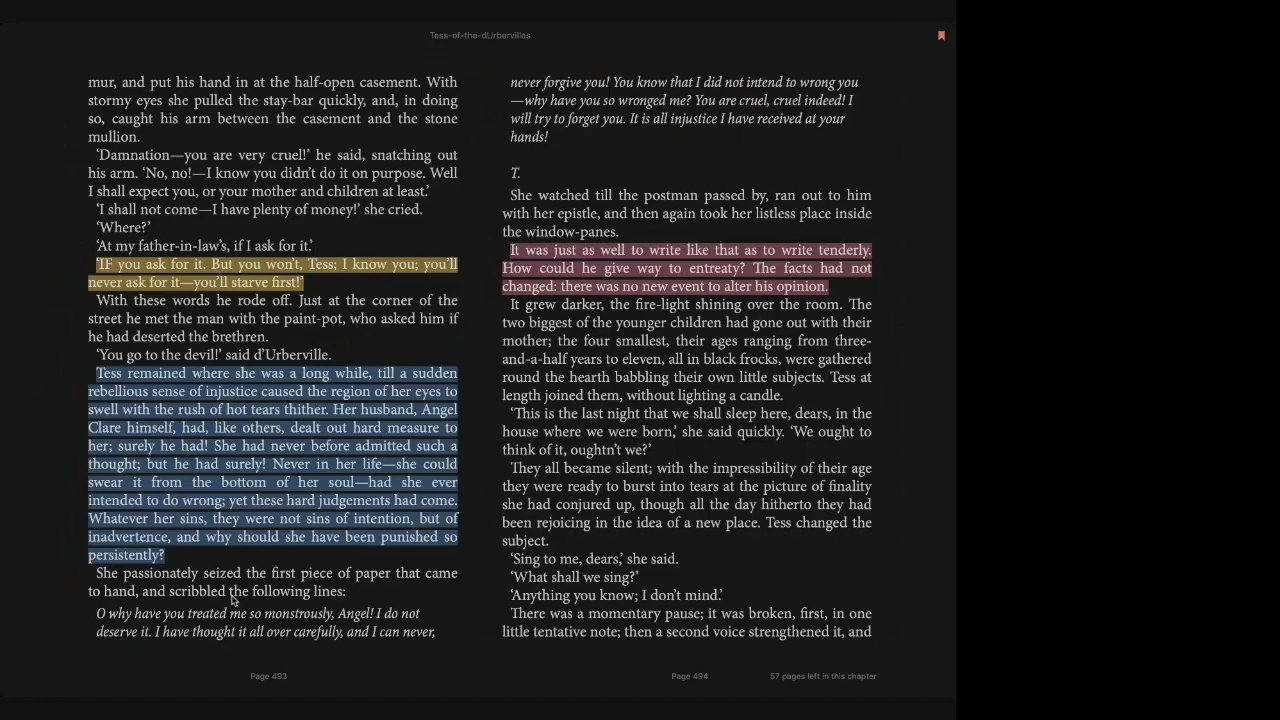 Tess-of-the-dUrbervilles
mur, and put his hand in at the half-open casement. With
stormy eyes she pulled the stay-bar quickly, and, in doing
so, caught his arm between the casement and the stone
mullion.
‘Damnation—you are very cruel!’ he said, snatching out
his arm. ‘No, no!—I know you didn’t do it on purpose. Well
I shall expect you, or your mother and children at least.’
‘I shall not come—I have plenty of money!’ she cried.
‘Where?’
‘At my father-in-law’s, if I ask for it.’
‘IF you ask for it. But you won’t, Tess; I know you; you’ll
never ask for it—you’ll starve first!’
With these words he rode off. Just at the corner of the
street he met the man with the paint-pot, who asked him if
he had deserted the brethren.
‘You go to the devil!’ said d’Urberville.
Tess remained where she was a long while, till a sudden
rebellious sense of injustice caused the region of her eyes to
swell with the rush of hot tears thither. Her husband, Angel
Clare himself, had, like others, dealt out hard measure to
her; surely he had! She had never before admitted such a
thought; but he had surely! Never in her life—she could
swear it from the bottom of her soul—had she ever
intended to do wrong; yet these hard judgements had come.
Whatever her sins, they were not sins of intention, but of
inadvertence, and why should she have been punished so
persistently?
She passionately seized the first piece of paper that came
to hand, and scribbled the following lines:
O why have you treated me so monstrously, Angel! I do not
deserve it. I have thought it all over carefully, and I can never,
Page 493
never forgive you! You know that I did not intend to wrong you
—why have you so wronged me? You are cruel, cruel indeed! I
will try to forget you. It is all injustice I have received at your
hands!
T.
She watched till the postman passed by, ran out to him
with her epistle, and then again took her listless place inside
the window-panes.
It was just as well to write like that as to write tenderly.
How could he give way to entreaty? The facts had not
changed: there was no new event to alter his opinion.
It grew darker, the fire-light shining over the room. The
two biggest of the younger children had gone out with their
mother; the four smallest, their ages ranging from three-
and-a-half years to eleven, all in black frocks, were gathered
round the hearth babbling their own little subjects. Tess at
length joined them, without lighting a candle.
‘This is the last night that we shall sleep here, dears, in the
house where we were born,’ she said quickly. ‘We ought to
think of it, oughtn’t we?’
They all became silent; with the impressibility of their age
they were ready to burst into tears at the picture of finality
she had conjured up, though all the day hitherto they had
been rejoicing in the idea of a new place. Tess changed the
subject.
‘Sing to me, dears,’ she said.
‘What shall we sing?’
‘Anything you know; I don’t mind.’
There was a momentary pause; it was broken, first, in one
little tentative note; then a second voice strengthened it, and
Page 494
57 pages left in this chapter